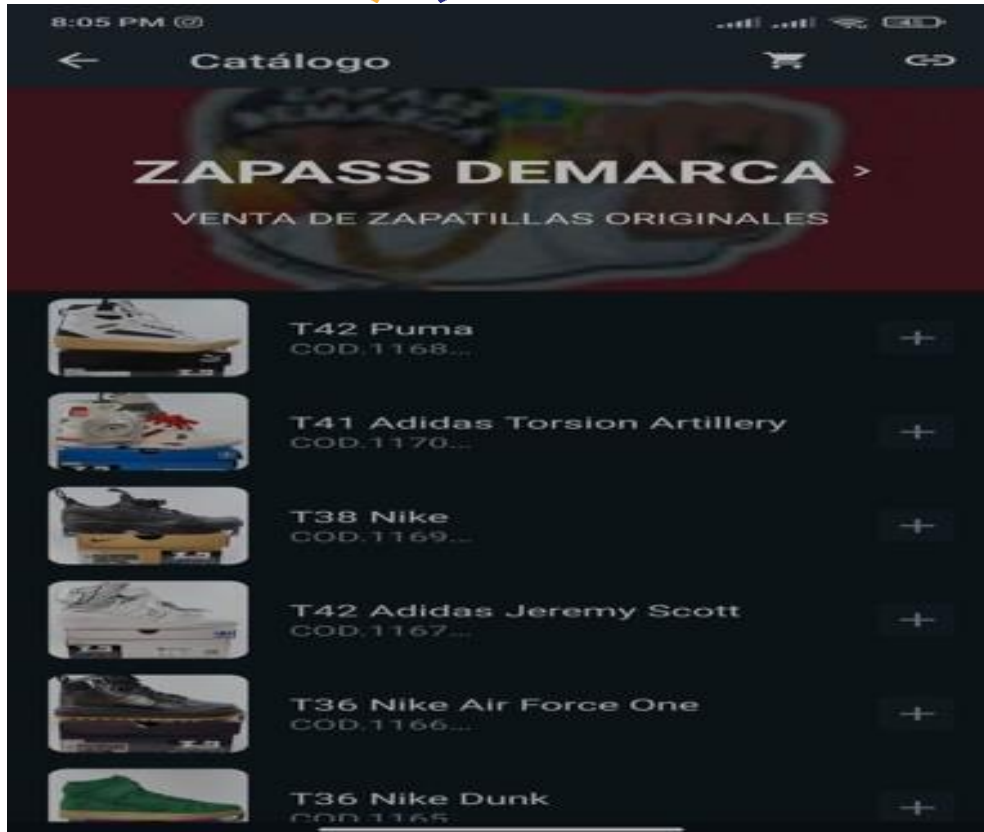 8:05 PM
Catálogo
ZAPASS DEMARCA >
VENTA DE ZAPATILLAS ORIGINALES
T42 Puma
COD.1168...
T41 Adidas Torsion Artillery
COD.1170...
T38 Nike
COD.1169...
T42 Adidas Jeremy Scott
COD.1167...
T36 Nike Air Force One
COD.1166...
T36 Nike Dunk
COD.1165